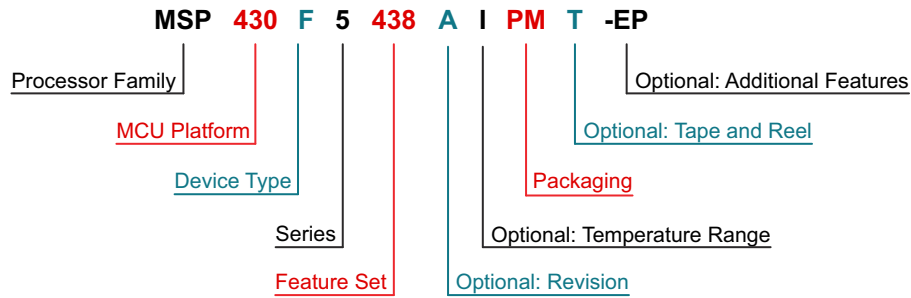 MSP 430 F 5 438 A I PM T -EP
Processor Family
Optional: Additional Features
MCU Platform
Optional: Tape and Reel
Device Type
Packaging
Series
Optional: Temperature Range
Feature Set
Optional: Revision